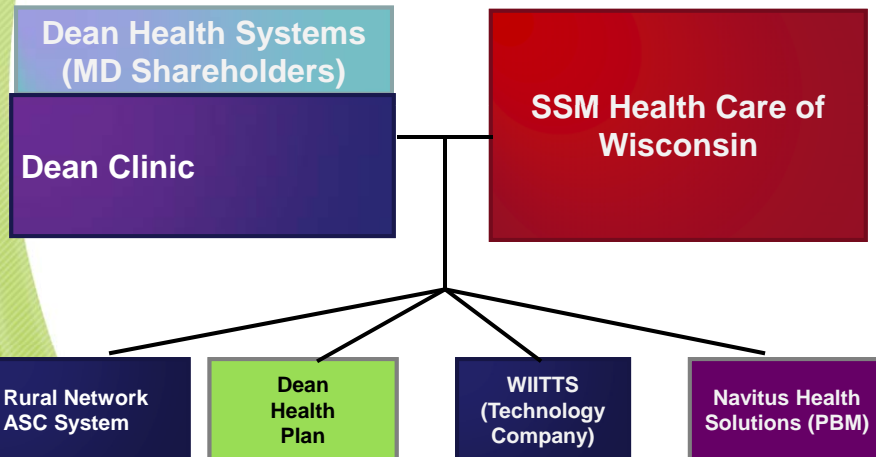 Dean Health Systems
(MD Shareholders)
Dean Clinic
SSM Health Care of
Wisconsin
Rural Network
ASC System
Dean
Health
Plan
WIITTS
(Technology
Company)
Navitus Health
Solutions (PBM)